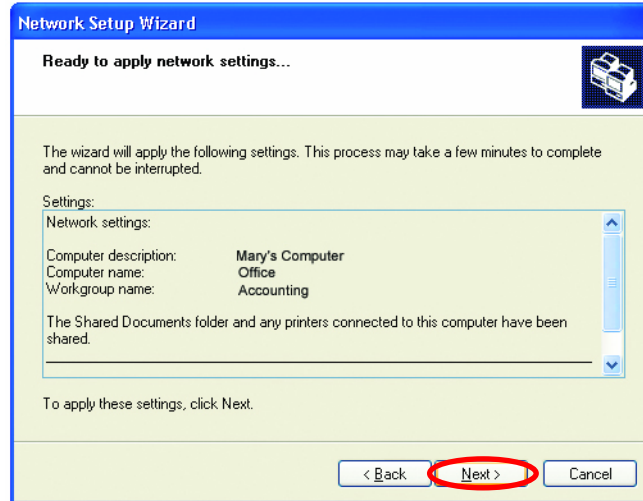 Network Setup Wizard
Ready to apply network settings...
The wizard will apply the following settings. This process may take a few minutes to complete
and cannot be interrupted.
Settings:
Network settings:
Computer description: Mary's Computer
Computer name: Office
Workgroup name: Accounting
The Shared Documents folder and any printers connected to this computer have been
shared.
To apply these settings, click Next.
< Back Next > Cancel